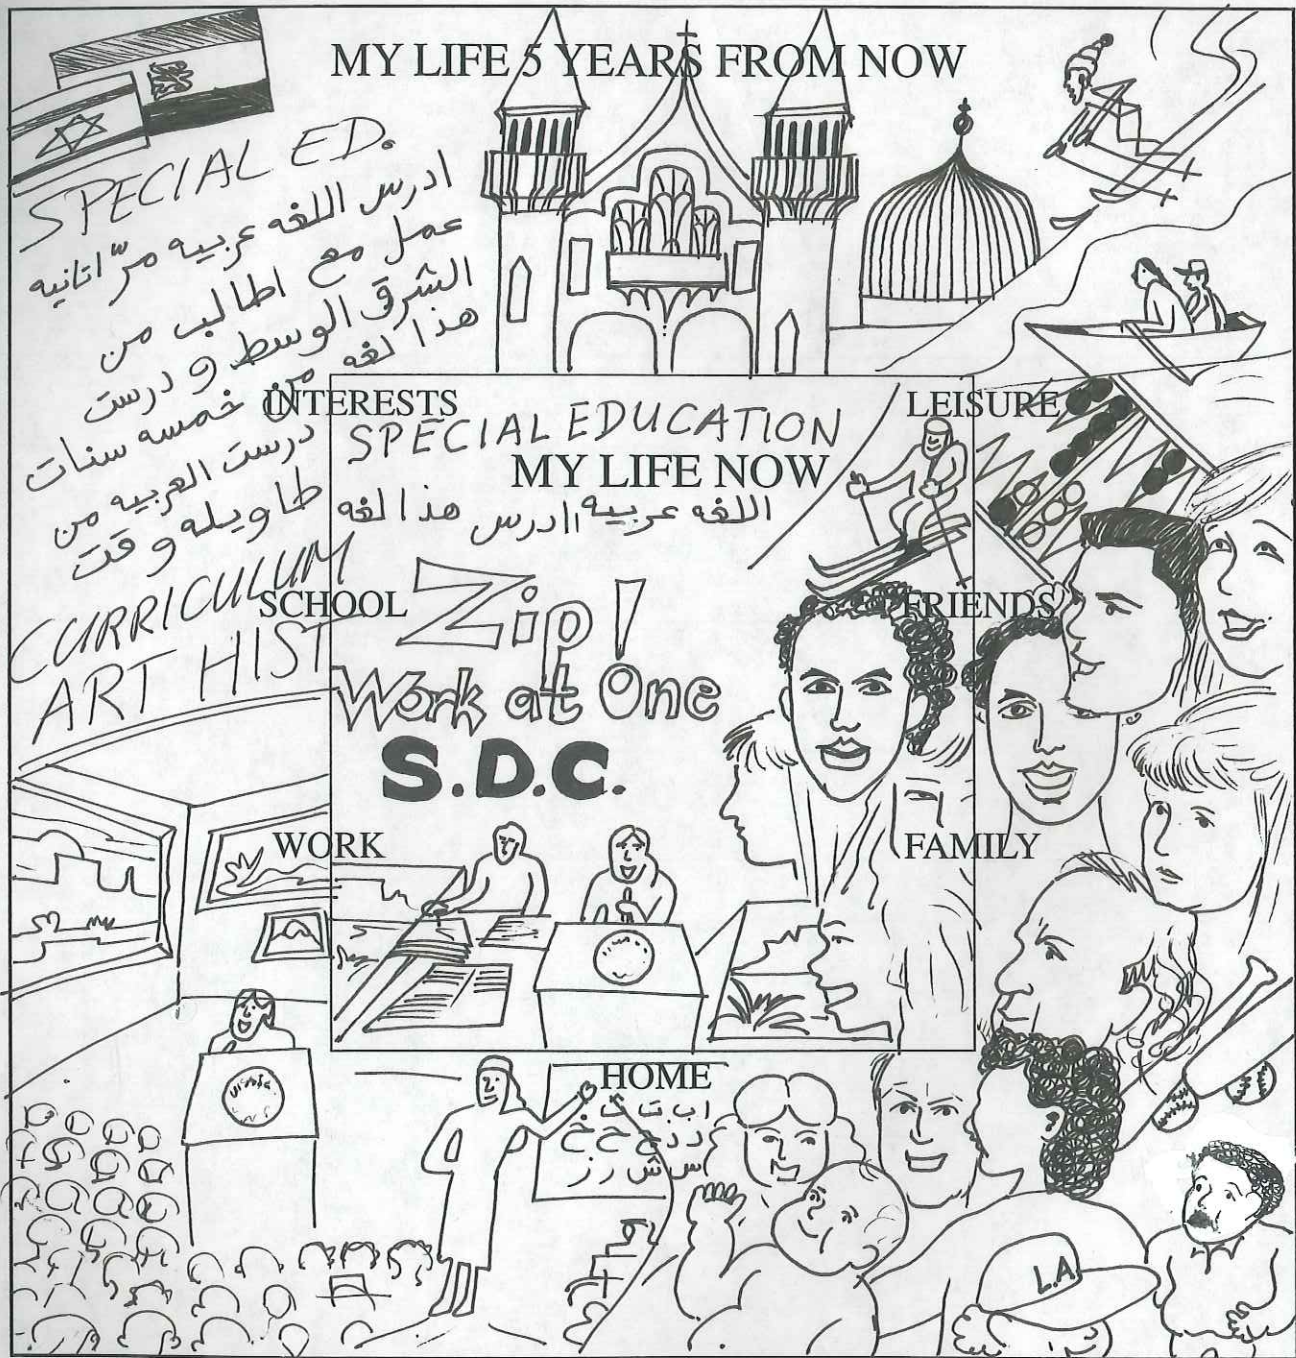 MY LIFE 5 YEARS FROM NOW
SPECIAL ED.
ادرس اللغه عربيه مرّ اتانيه
عمل مع اطالب من
الشرق الوسط و درست
هذا لغه من خمسه سنات
درست العربيه من
طاويله وقت
INTERESTS
LEISURE
SPECIAL EDUCATION
MY LIFE NOW
اللغه عربيه اادرس هذا لغه
CURRICULUM
ART HIST
SCHOOL
FRIENDS
Zip!
Work at One
S.D.C.
WORK
FAMILY
HOME
ا ب ت ث
ج ح خ د ذ
س ش ر ز
L.A.